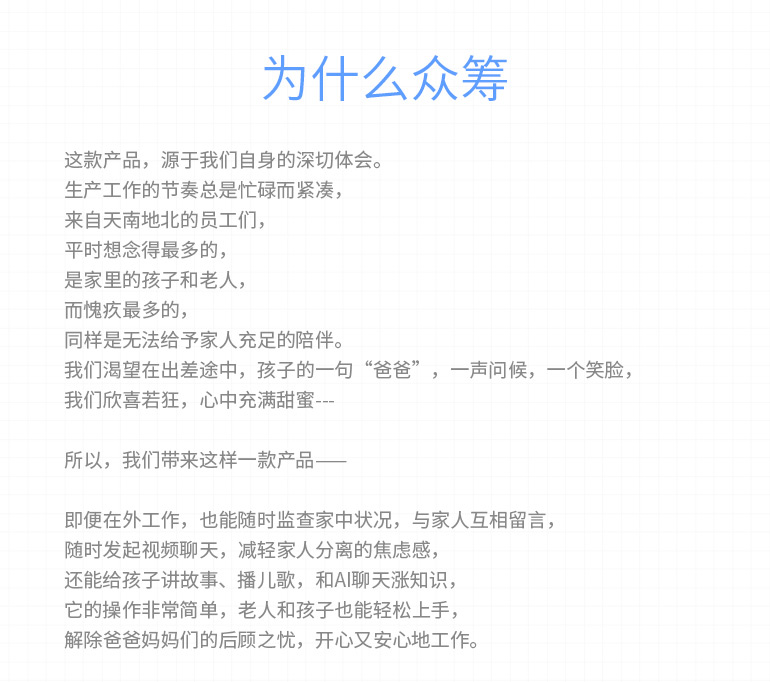 为什么众筹
这款产品，源于我们自身的深切体会。
生产工作的节奏总是忙碌而紧凑，
来自天南地北的员工们，
平时想念得最多的，
是家里的孩子和老人，
而愧疚最多的，
同样是无法给予家人充足的陪伴。
我们渴望在出差途中，孩子的一句“爸爸”，一声问候，一个笑脸，
我们欣喜若狂，心中充满甜蜜---
所以，我们带来这样一款产品——
即便在外工作，也能随时监查家中状况，与家人互相留言，
随时发起视频聊天，减轻家人分离的焦虑感，
还能给孩子讲故事、播儿歌，和AI聊天涨知识，
它的操作非常简单，老人和孩子也能轻松上手，
解除爸爸妈妈们的后顾之忧，开心又安心地工作。